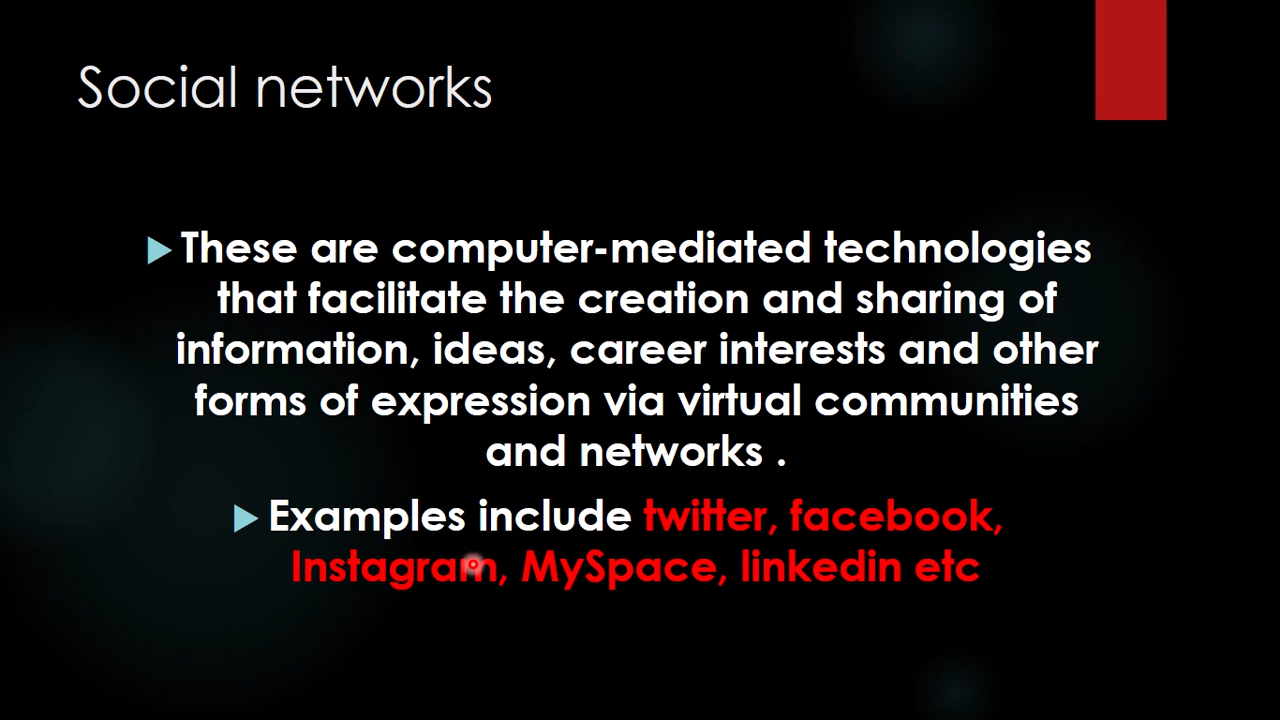 Social networks
These are computer-mediated technologies
that facilitate the creation and sharing of
information, ideas, career interests and other
forms of expression via virtual communities
and networks .
Examples include twitter, facebook,
Instagram, MySpace, linkedin etc